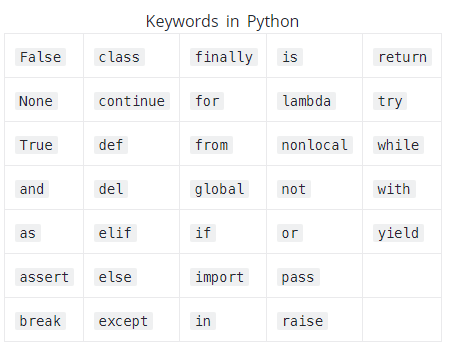 Keywords in Python
False class finally is return
None continue for lambda try
True def from nonlocal while
and del global not with
as elif if or yield
assert else import pass
break except in raise